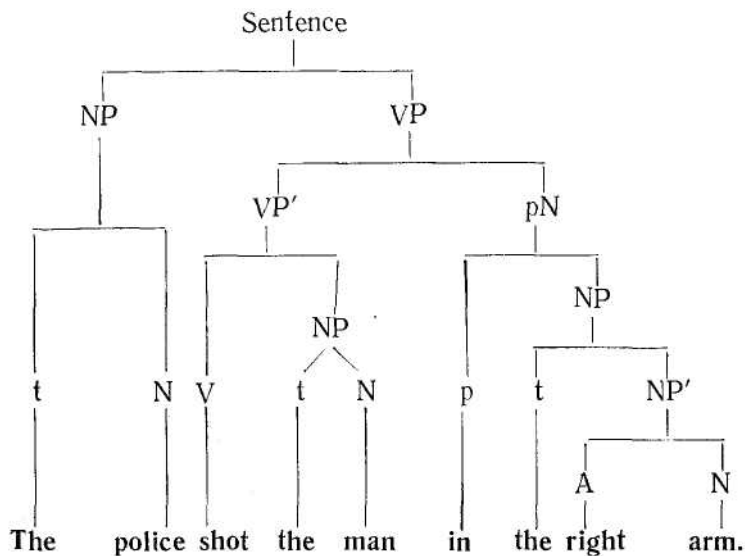 Sentence
NP VP
VP′ pN
NP
NP
t N V t N p t NP′
A N
The police shot the man in the right arm.